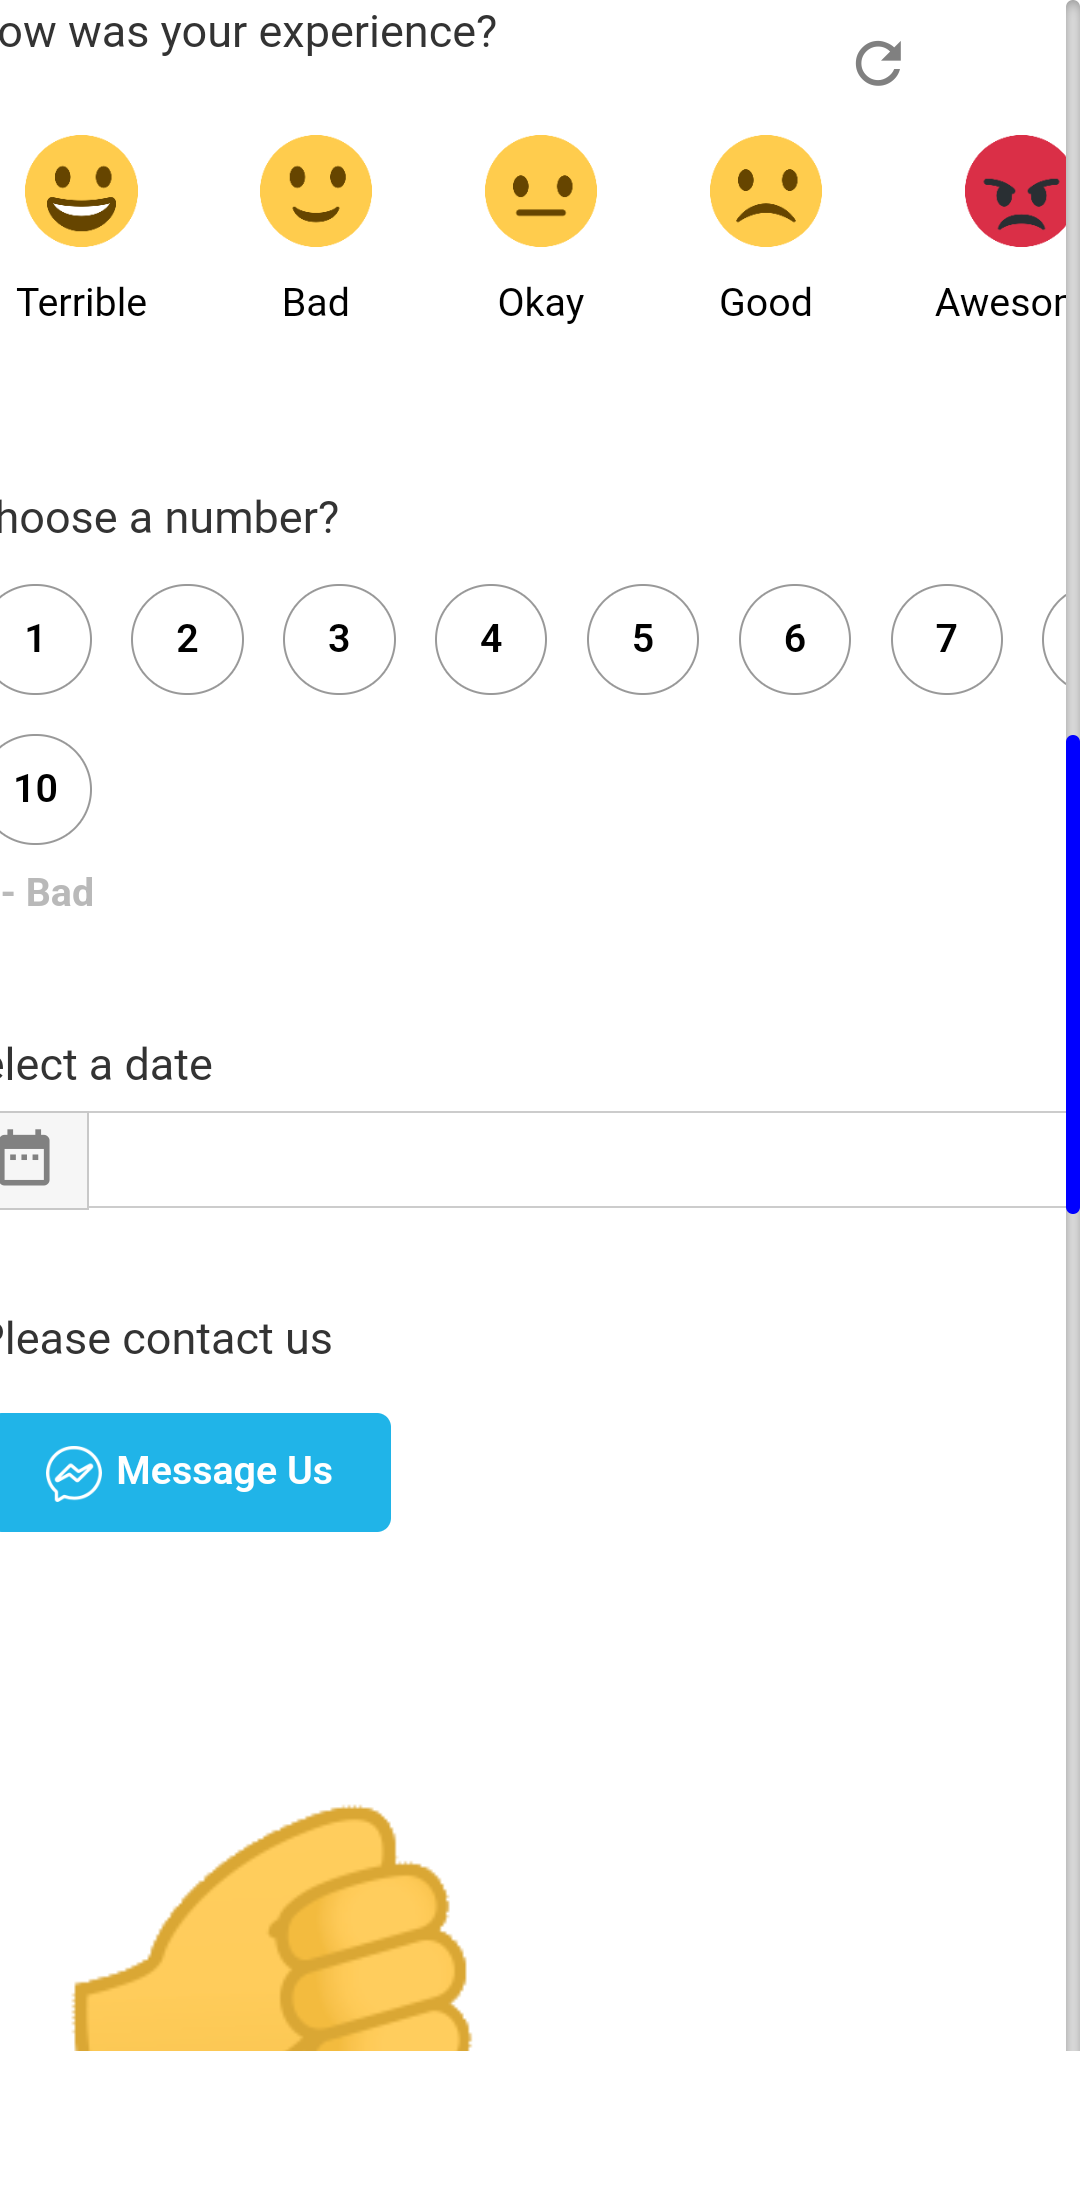 ow was your experience?
Terrible Bad Okay Good Awesor
hoose a number?
1 2 3 4 5 6 7
10
- Bad
elect a date
Please contact us
Message Us